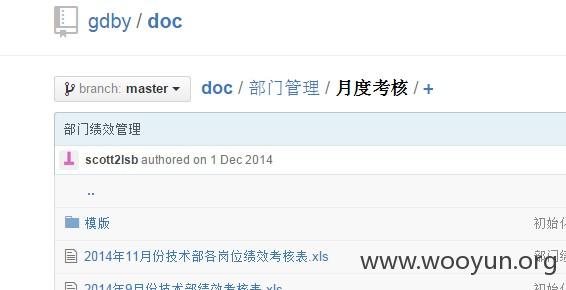 gdby / doc
branch: master doc / 部门管理 / 月度考核 / +
部门绩效管理
scott2lsb authored on 1 Dec 2014
..
模版 初始化
2014年11月份技术部各岗位绩效考核表.xls 部门
www.wooyun.org
2014年9月份技术部绩效考核表.xls 初始化